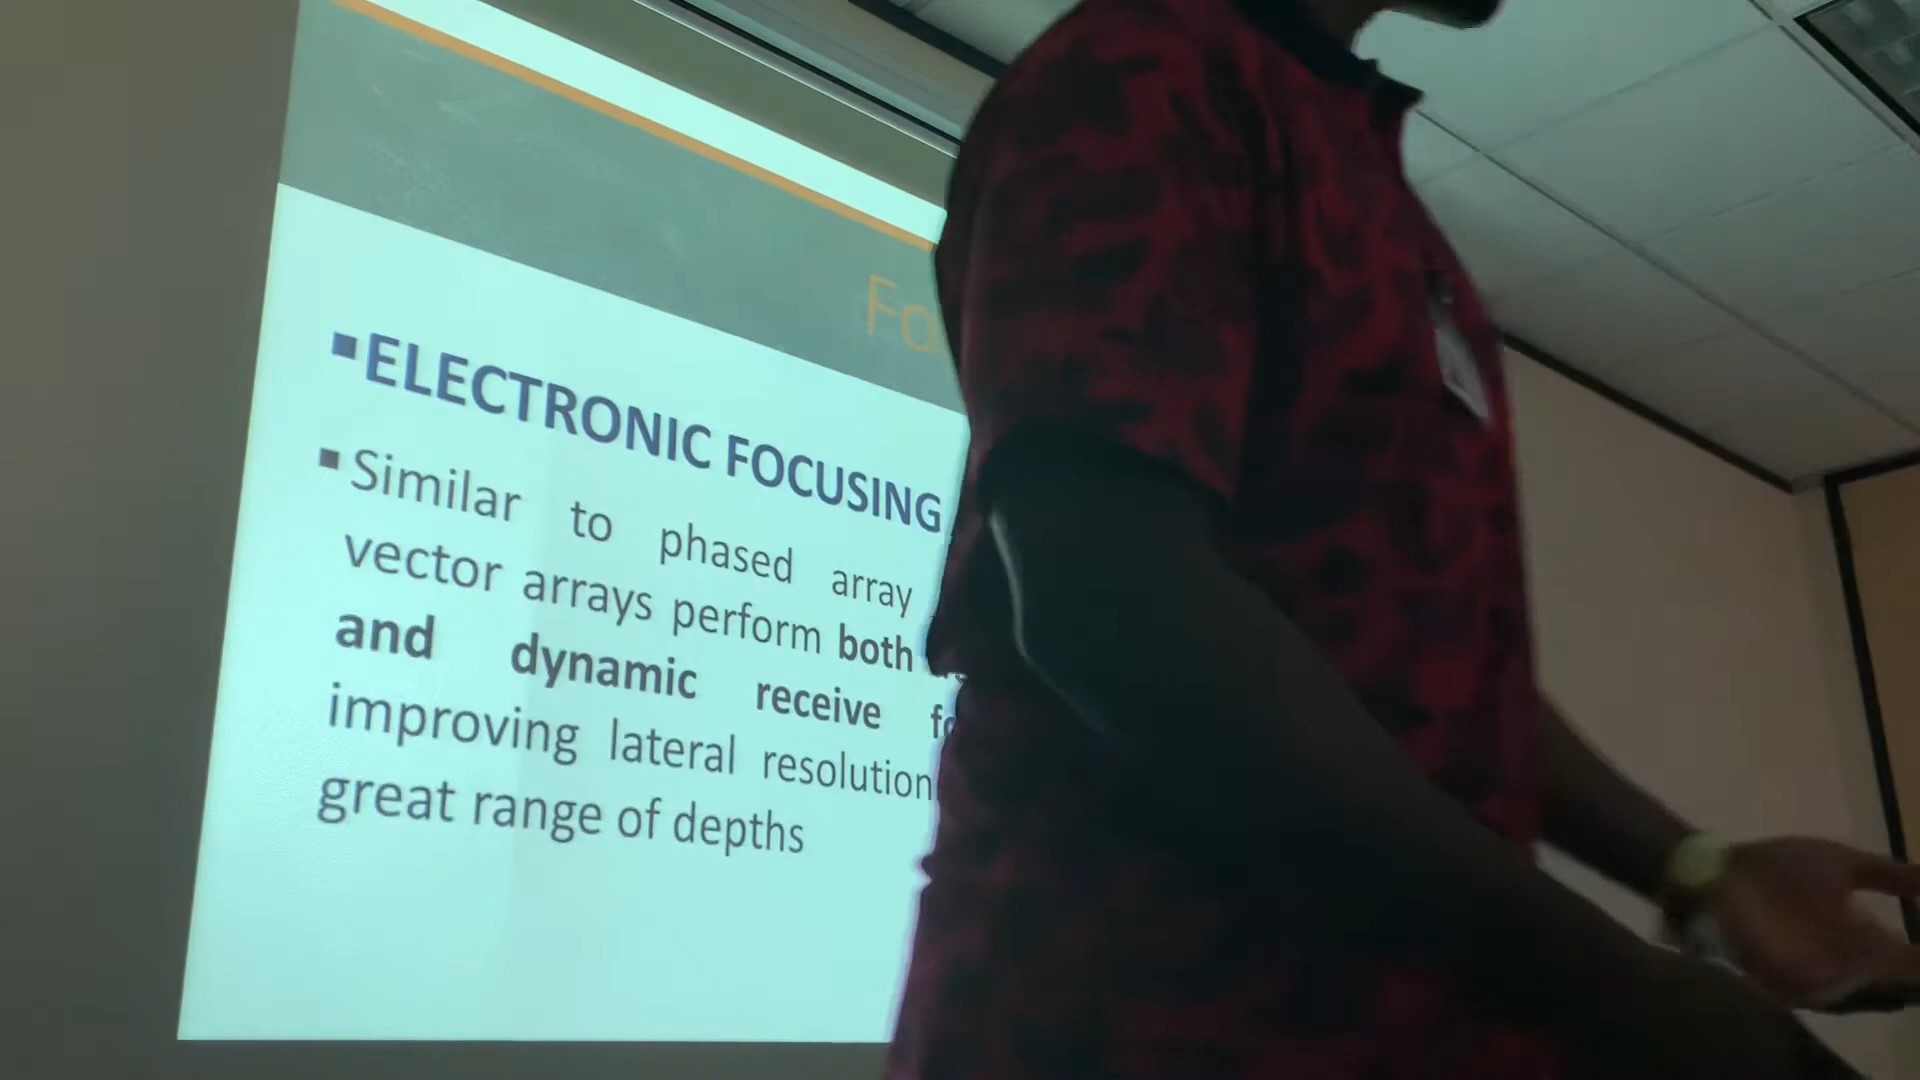 Fo
▪ELECTRONIC FOCUSING
▪Similar to phased array
vector arrays perform both
and dynamic receive
improving lateral resolution
great range of depths